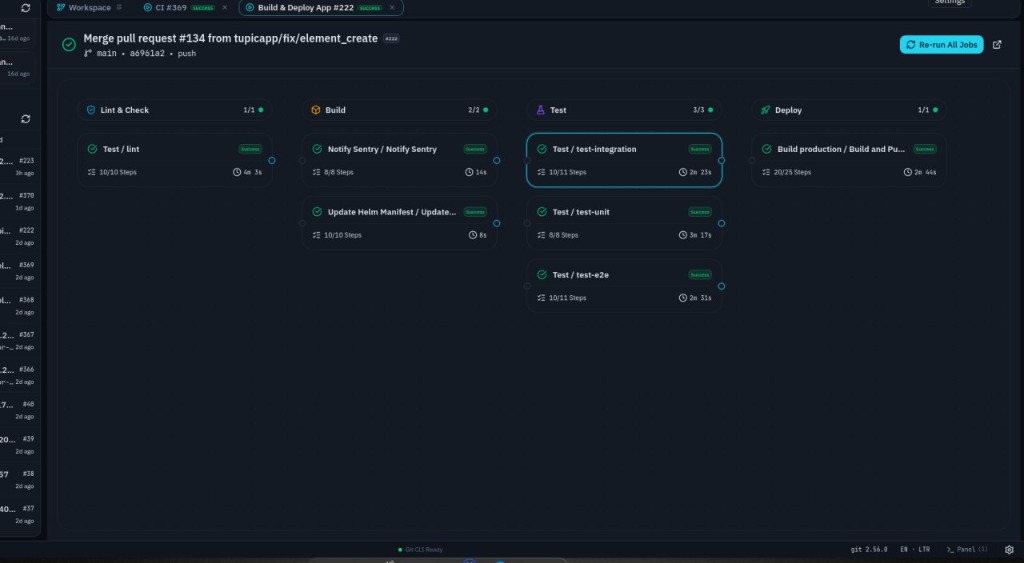 Workspace
CI #369 SUCCESS ×
Build & Deploy App #222 SUCCESS ×
Settings
Merge pull request #134 from tupicapp/fix/element_create #222
main • a6961a2 • push
Re-run All Jobs
16d ago
16d ago
#223
3h ago
#370
1d ago
#222
2d ago
#369
2d ago
#368
2d ago
#367
2d ago
#366
2d ago
#40
2d ago
#39
2d ago
#38
2d ago
#37
2d ago
Lint & Check 1/1
Test / lint Success
10/10 Steps 4m 3s
Build 2/2
Notify Sentry / Notify Sentry Success
8/8 Steps 14s
Update Helm Manifest / Update... Success
10/10 Steps 8s
Test 3/3
Test / test-integration Success
10/11 Steps 2m 23s
Test / test-unit Success
8/8 Steps 3m 17s
Test / test-e2e Success
10/11 Steps 2m 31s
Deploy 1/1
Build production / Build and Pu... Success
20/25 Steps 2m 44s
Git CLI Ready
git 2.56.0 EN · LTR Panel (1)